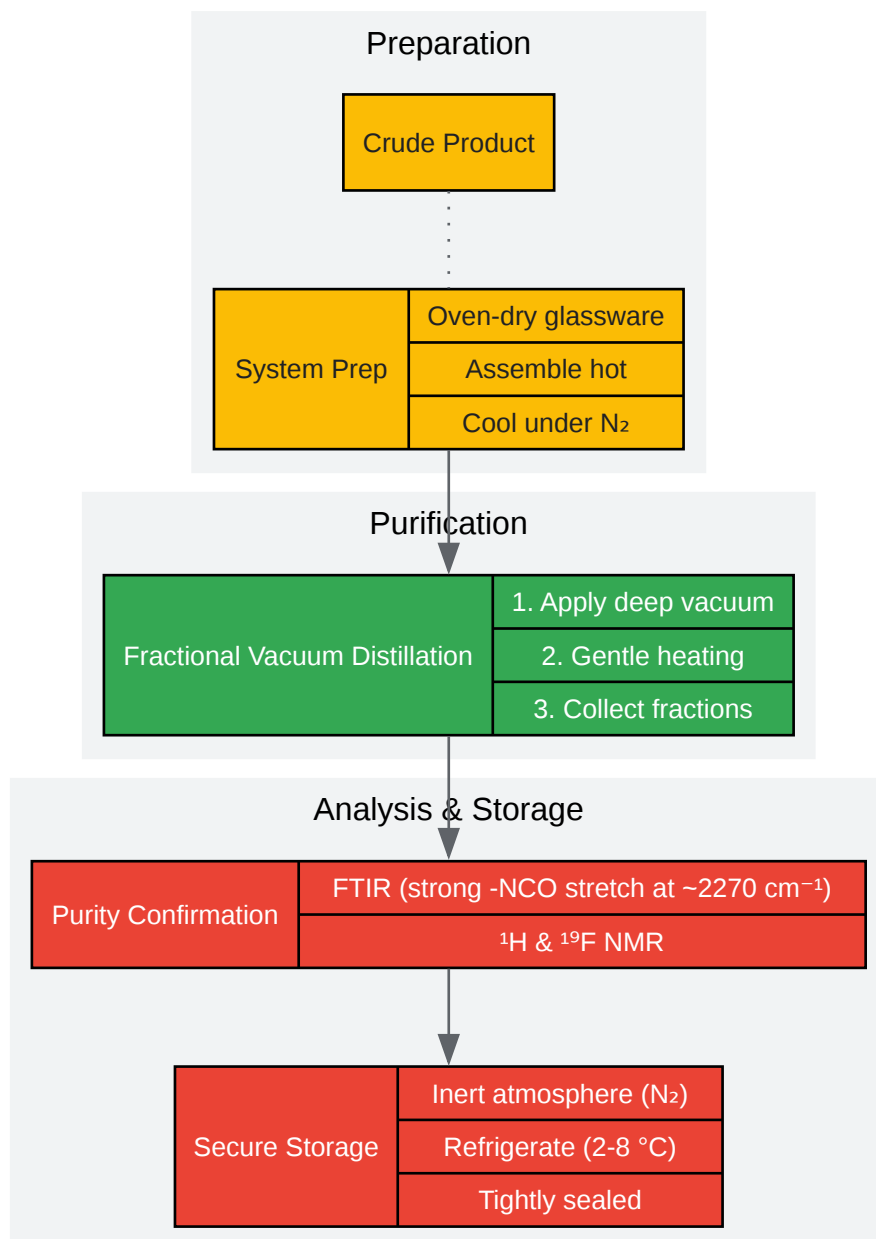 Preparation
Crude Product
System Prep
Oven-dry glassware
Assemble hot
Cool under N₂
Purification
Fractional Vacuum Distillation
1. Apply deep vacuum
2. Gentle heating
3. Collect fractions
Analysis & Storage
Purity Confirmation
FTIR (strong -NCO stretch at ~2270 cm⁻¹)
¹H & ¹⁹F NMR
Secure Storage
Inert atmosphere (N₂)
Refrigerate (2-8 °C)
Tightly sealed